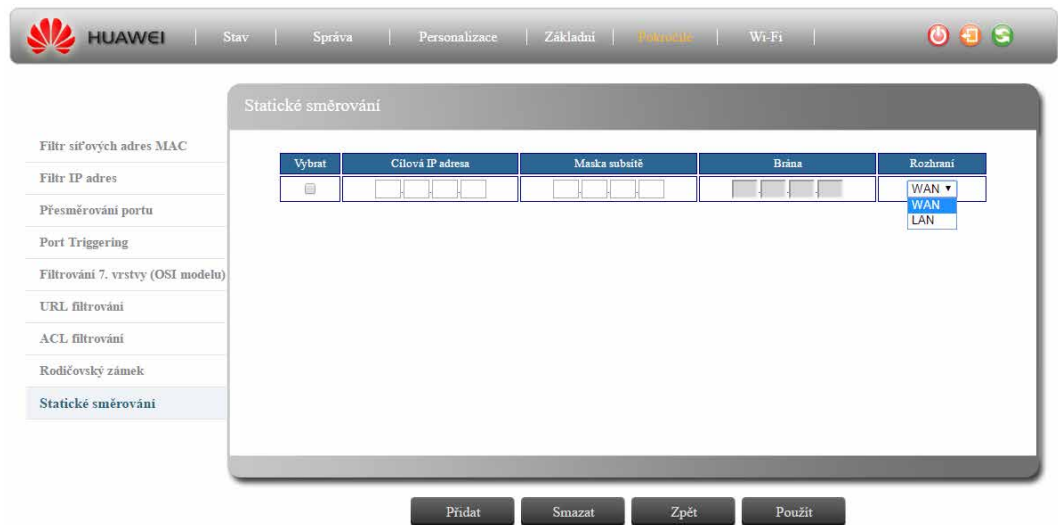 HUAWEI | Stav | Správa | Personalizace | Základní | Pokročilé | Wi-Fi |
Statické směrování
Filtr síťových adres MAC
Filtr IP adres
Přesměrování portu
Port Triggering
Filtrování 7. vrstvy (OSI modelu)
URL filtrování
ACL filtrování
Rodičovský zámek
Statické směrování
Vybrat Cílová IP adresa Maska subsítě Brána Rozhraní
WAN
WAN
LAN
Přidat Smazat Zpět Použít